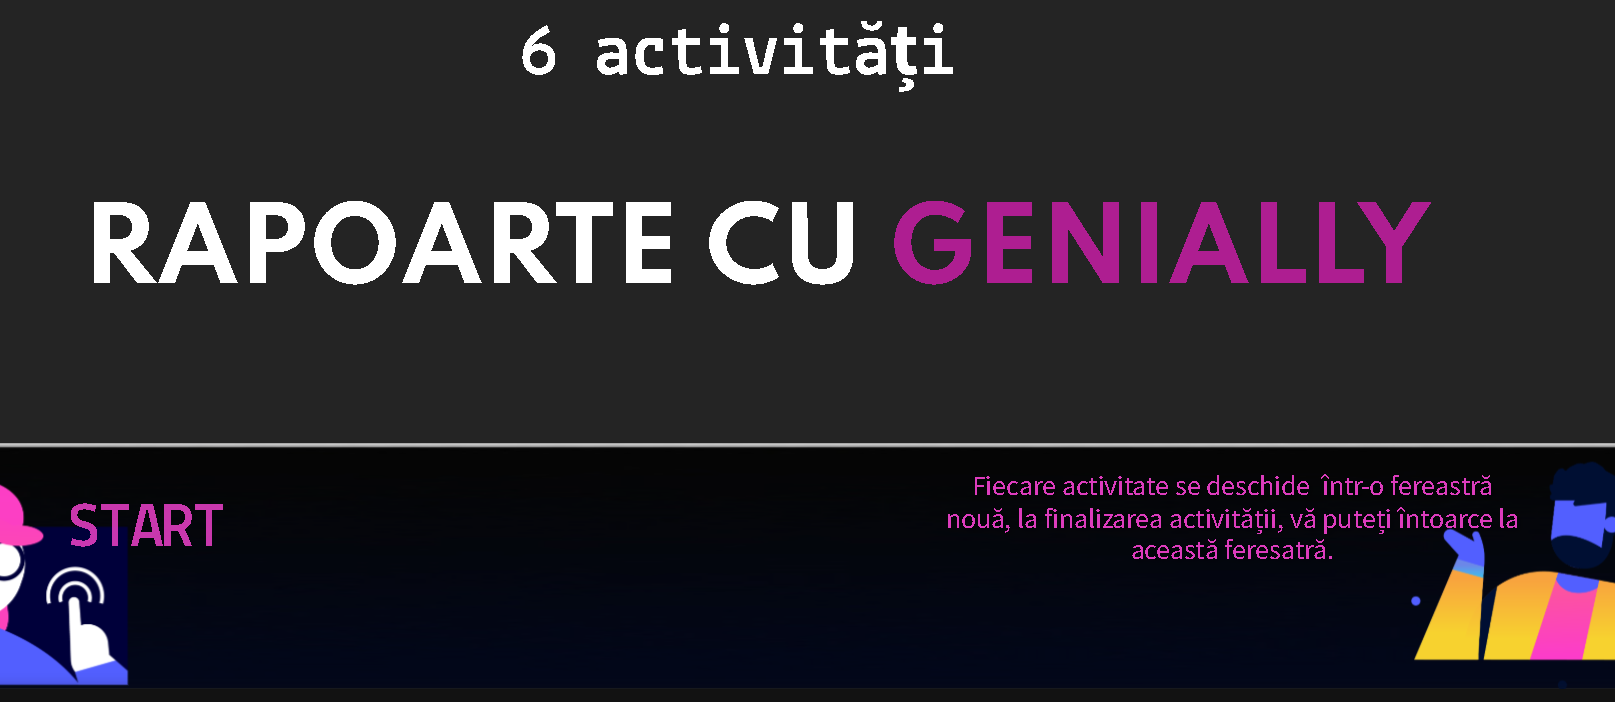 6 activități
RAPOARTE CU GENIALLY
START
Fiecare activitate se deschide într-o fereastră
nouă, la finalizarea activității, vă puteți întoarce la
această feresatră.